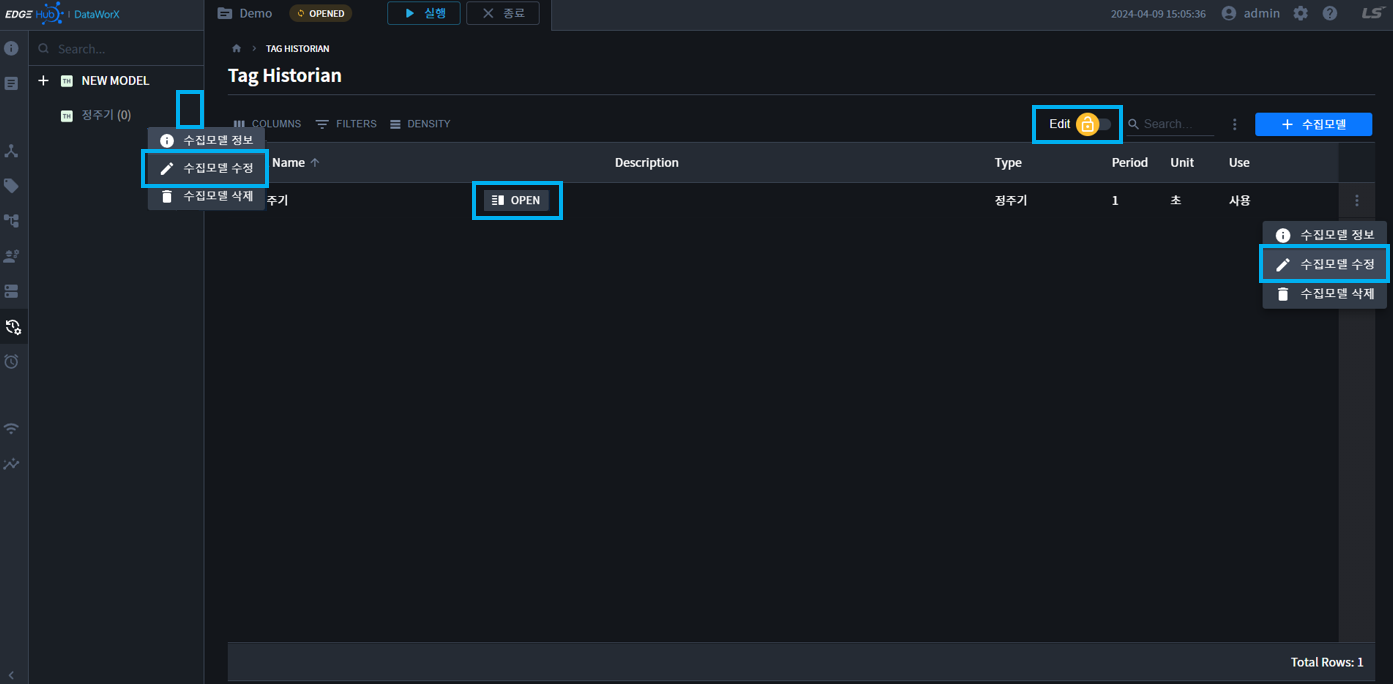 EDGE Hub | DataWorX
Demo
OPENED
실행
종료
2024-04-09 15:05:36
admin
LS
Search...
NEW MODEL
TH 정주기 (0)
수집모델 정보
수집모델 수정
수집모델 삭제
TAG HISTORIAN
Tag Historian
COLUMNS FILTERS DENSITY
Edit
Search...
+ 수집모델
Name Description Type Period Unit Use
주기 OPEN 정주기 1 초 사용
수집모델 정보
수집모델 수정
수집모델 삭제
Total Rows: 1